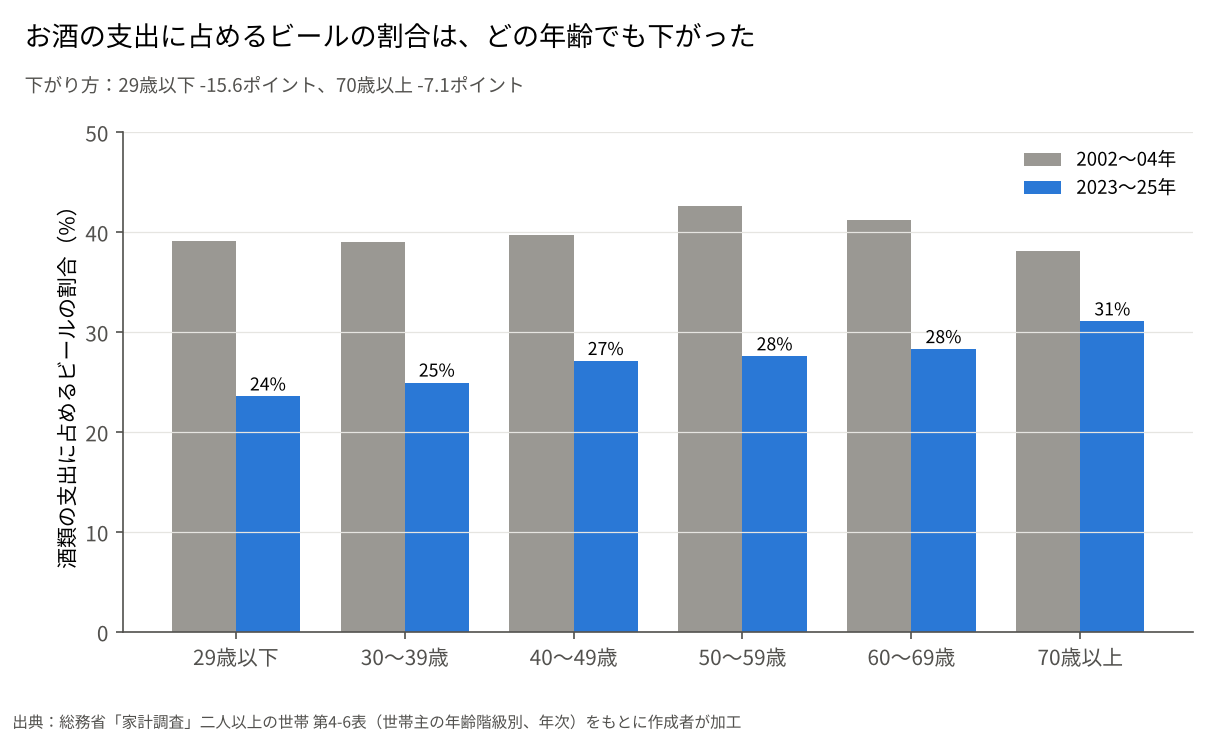 お酒の支出に占めるビールの割合は、どの年齢でも下がった
下がり方：29歳以下 -15.6ポイント、70歳以上 -7.1ポイント
酒類の支出に占めるビールの割合（%）
50
40
30
20
10
0
2002〜04年
2023〜25年
24%
25%
27%
28%
28%
31%
29歳以下
30〜39歳
40〜49歳
50〜59歳
60〜69歳
70歳以上
出典：総務省「家計調査」二人以上の世帯 第4-6表（世帯主の年齢階級別、年次）をもとに作成者が加工